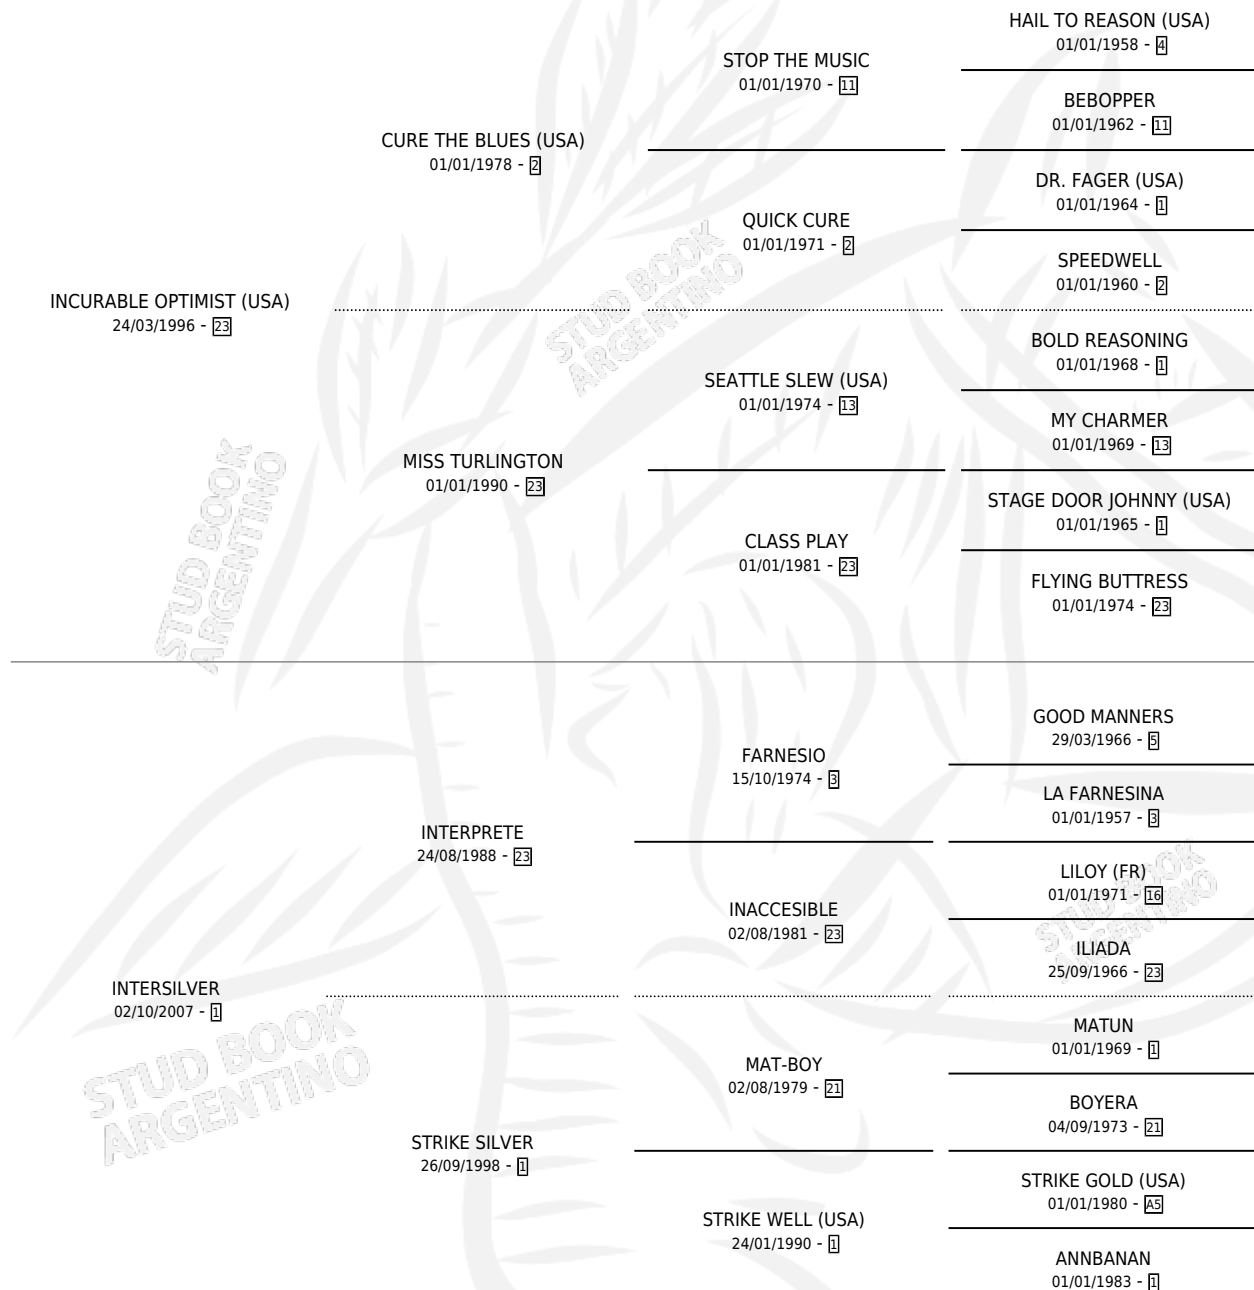 HAIL TO REASON (USA)
01/01/1958 - 4
STOP THE MUSIC
01/01/1970 - 11
BEBOPPER
01/01/1962 - 11
CURE THE BLUES (USA)
01/01/1978 - 2
DR. FAGER (USA)
01/01/1964 - 1
QUICK CURE
01/01/1971 - 2
SPEEDWELL
01/01/1960 - 2
INCURABLE OPTIMIST (USA)
24/03/1996 - 23
BOLD REASONING
01/01/1968 - 1
SEATTLE SLEW (USA)
01/01/1974 - 13
MY CHARMER
01/01/1969 - 13
MISS TURLINGTON
01/01/1990 - 23
STAGE DOOR JOHNNY (USA)
01/01/1965 - 1
CLASS PLAY
01/01/1981 - 23
FLYING BUTTRESS
01/01/1974 - 23
GOOD MANNERS
29/03/1966 - 5
FARNESIO
15/10/1974 - 3
LA FARNESINA
01/01/1957 - 3
INTERPRETE
24/08/1988 - 23
LILOY (FR)
01/01/1971 - 16
INACCESIBLE
02/08/1981 - 23
ILIADA
25/09/1966 - 23
INTERSILVER
02/10/2007 - 1
MATUN
01/01/1969 - 1
MAT-BOY
02/08/1979 - 21
BOYERA
04/09/1973 - 21
STRIKE SILVER
26/09/1998 - 1
STRIKE GOLD (USA)
01/01/1980 - A5
STRIKE WELL (USA)
24/01/1990 - 1
ANNBANAN
01/01/1983 - 1
STUD BOOK
ARGENTINO
STUD BOOK
ARGENTINO
STUD BOOK
ARGENTINO
STUD BOOK
ARGENTINO